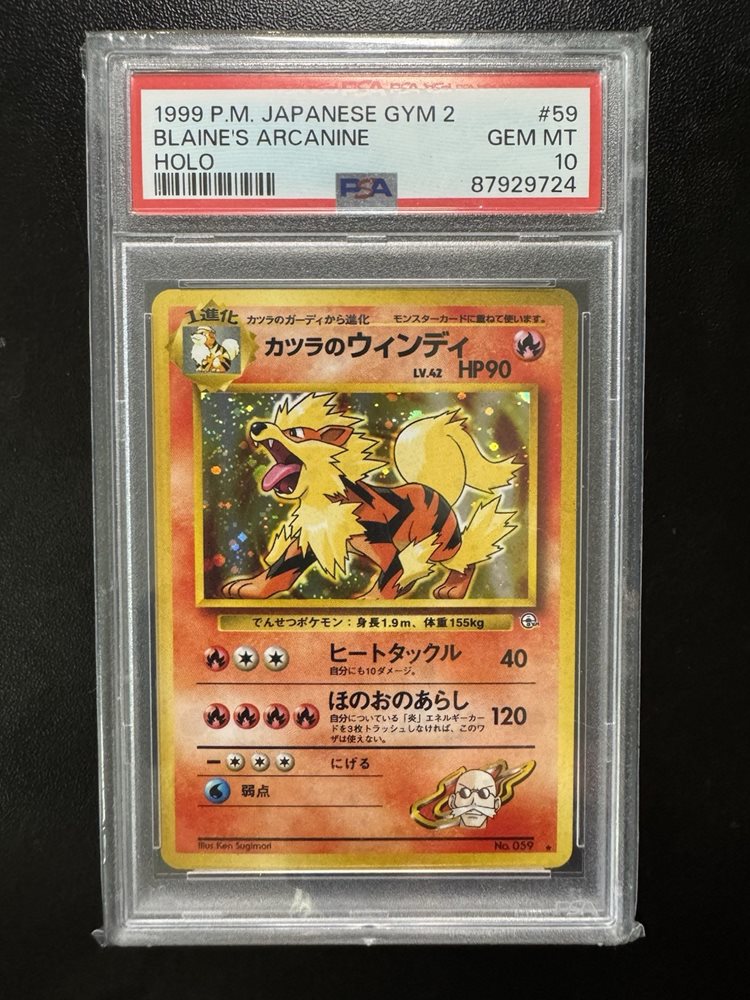 1999 P.M. JAPANESE GYM 2 #59
BLAINE'S ARCANINE GEM MT
HOLO 10
PSA 87929724
1進化 カツラのガーディから進化 モンスターカードに重ねて使います。
カツラのウィンディ
LV.42 HP90
でんせつポケモン：身長1.9m、体重155kg
ヒートタックル 40
自分にも10ダメージ。
ほのおのあらし 120
自分についている「炎」エネルギーカー
ドを3枚トラッシュしなければ、このワ
ザは使えない。
にげる
弱点
Illus. Ken Sugimori No. 059 ★